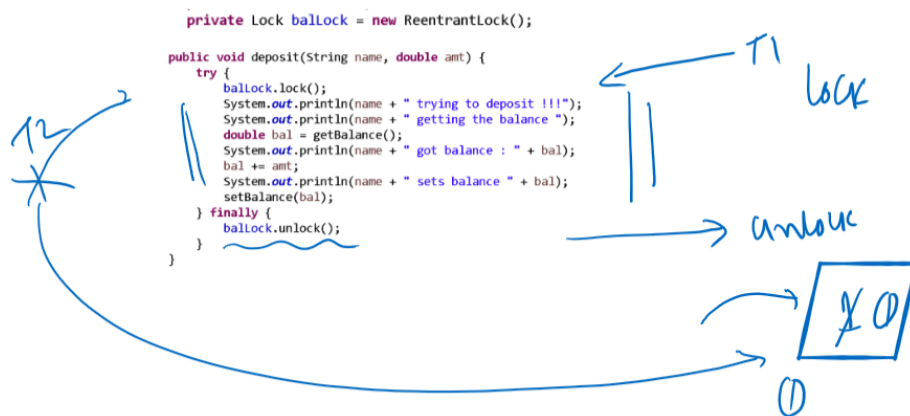 private Lock balLock = new ReentrantLock();
public void deposit(String name, double amt) {
try {
balLock.lock();
System.out.println(name + " trying to deposit !!!");
System.out.println(name + " getting the balance ");
double bal = getBalance();
System.out.println(name + " got balance : " + bal);
bal += amt;
System.out.println(name + " sets balance " + bal);
setBalance(bal);
} finally {
balLock.unlock();
}
}
T1
lock
T2
unlock
1